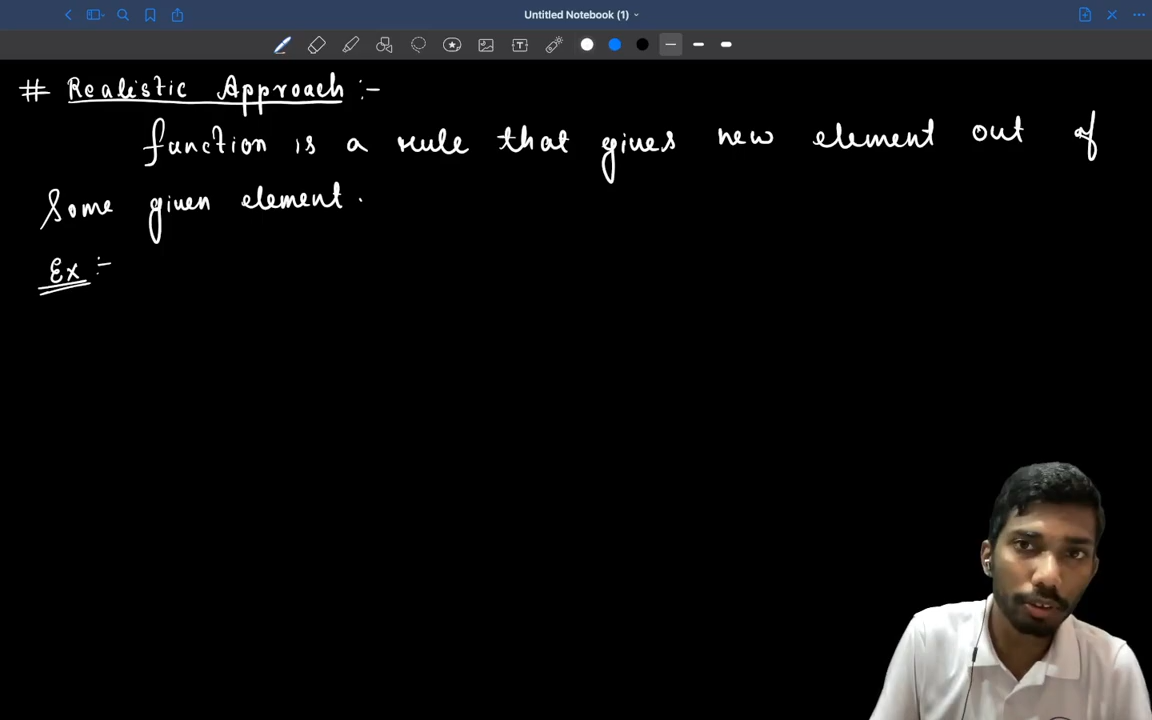 Untitled Notebook (1)
# Realistic Approach :-
function is a rule that gives new element out of
Some given element.
Ex :-